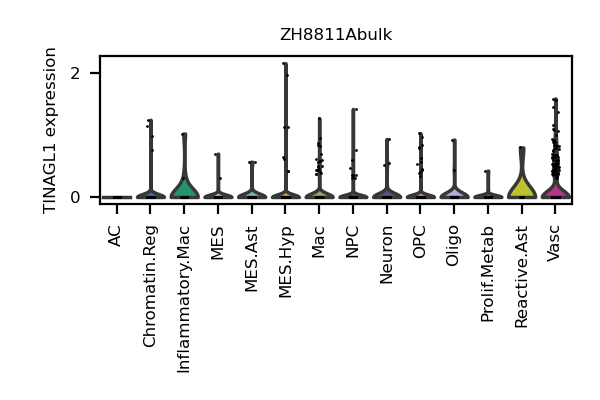 ZH8811Abulk
TINAGL1 expression
2
0
AC
Chromatin.Reg
Inflammatory.Mac
MES
MES.Ast
MES.Hyp
Mac
NPC
Neuron
OPC
Oligo
Prolif.Metab
Reactive.Ast
Vasc